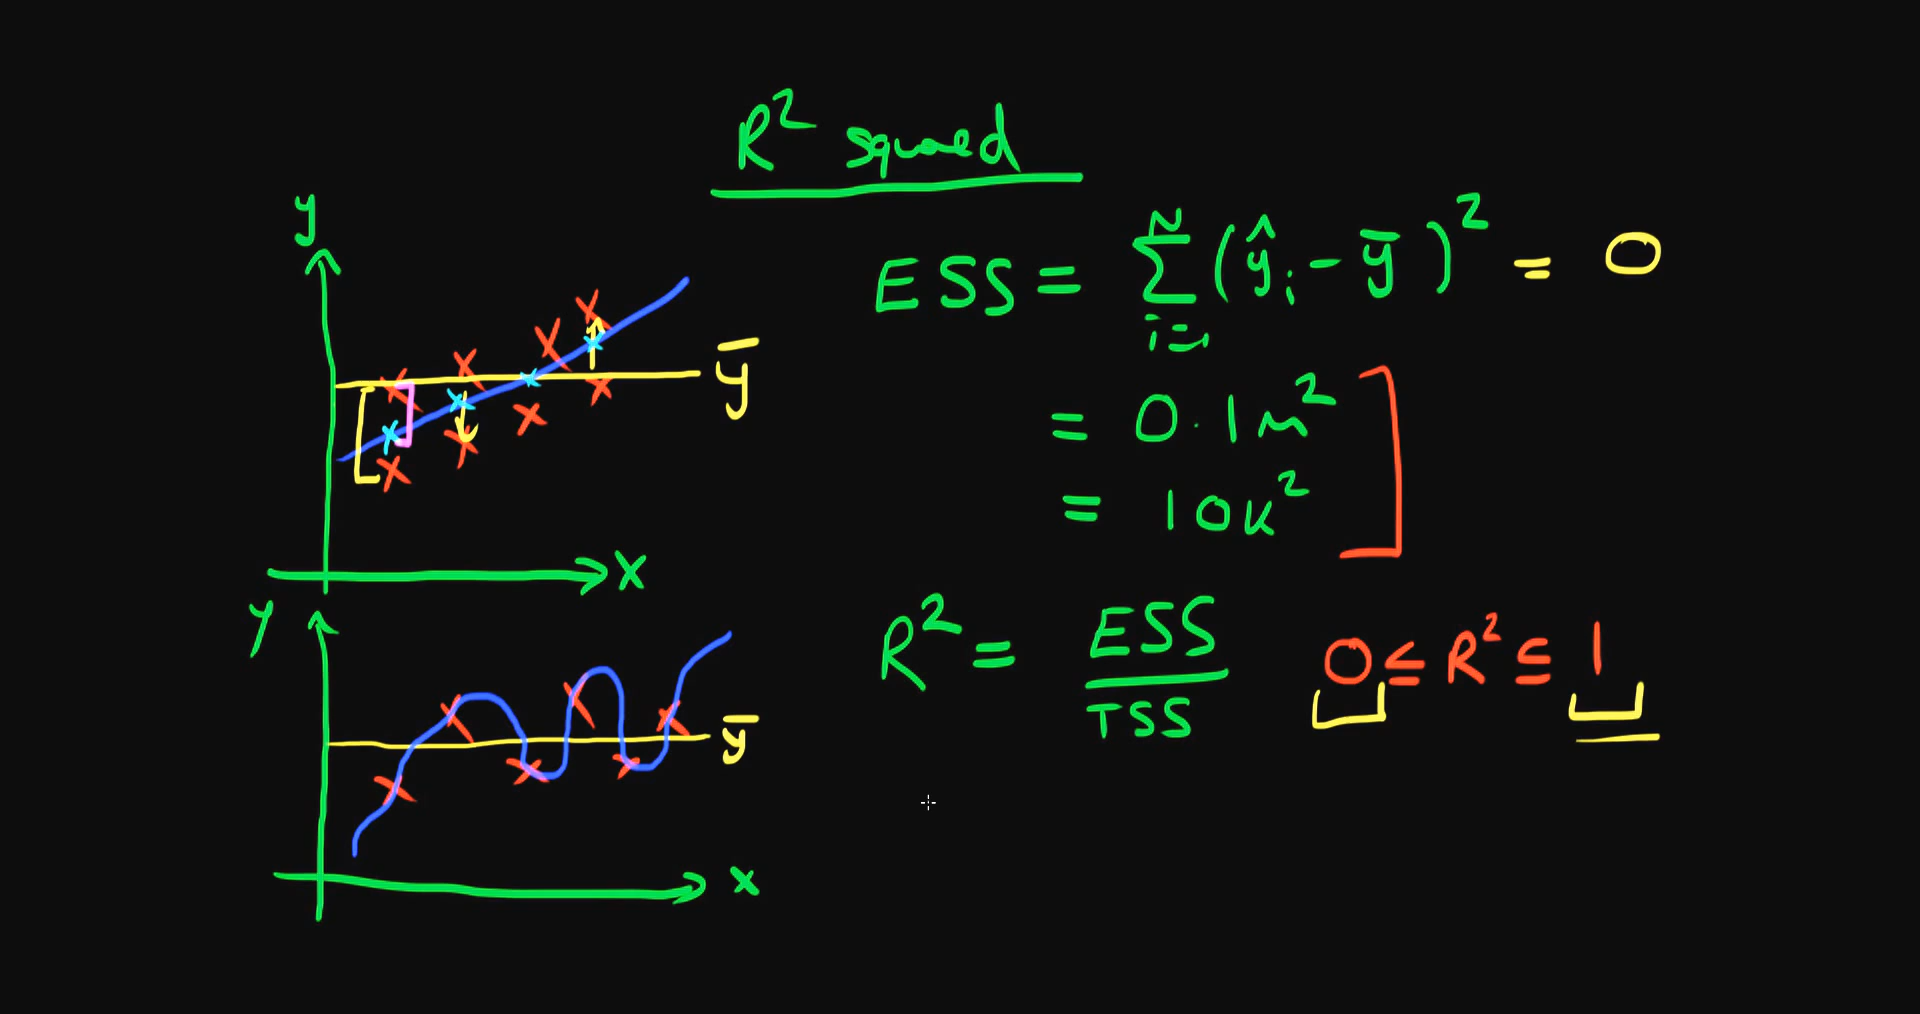 R² squared
y
ESS = N Σ i=1 (ŷi - ȳ)² = 0
ȳ
= 0.1m²
= 10k²
x
R² = ESS / TSS
0 ≤ R² ≤ 1
y
ȳ
x